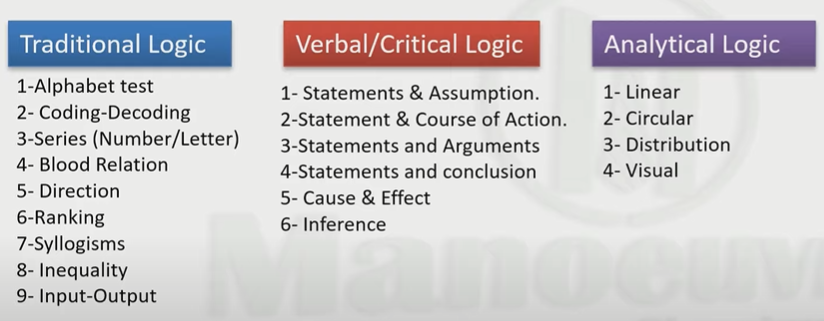 Traditional Logic
1-Alphabet test
2- Coding-Decoding
3-Series (Number/Letter)
4- Blood Relation
5- Direction
6-Ranking
7-Syllogisms
8- Inequality
9- Input-Output
Verbal/Critical Logic
1- Statements & Assumption.
2-Statement & Course of Action.
3-Statements and Arguments
4-Statements and conclusion
5- Cause & Effect
6- Inference
Analytical Logic
1- Linear
2- Circular
3- Distribution
4- Visual
Manoeuv